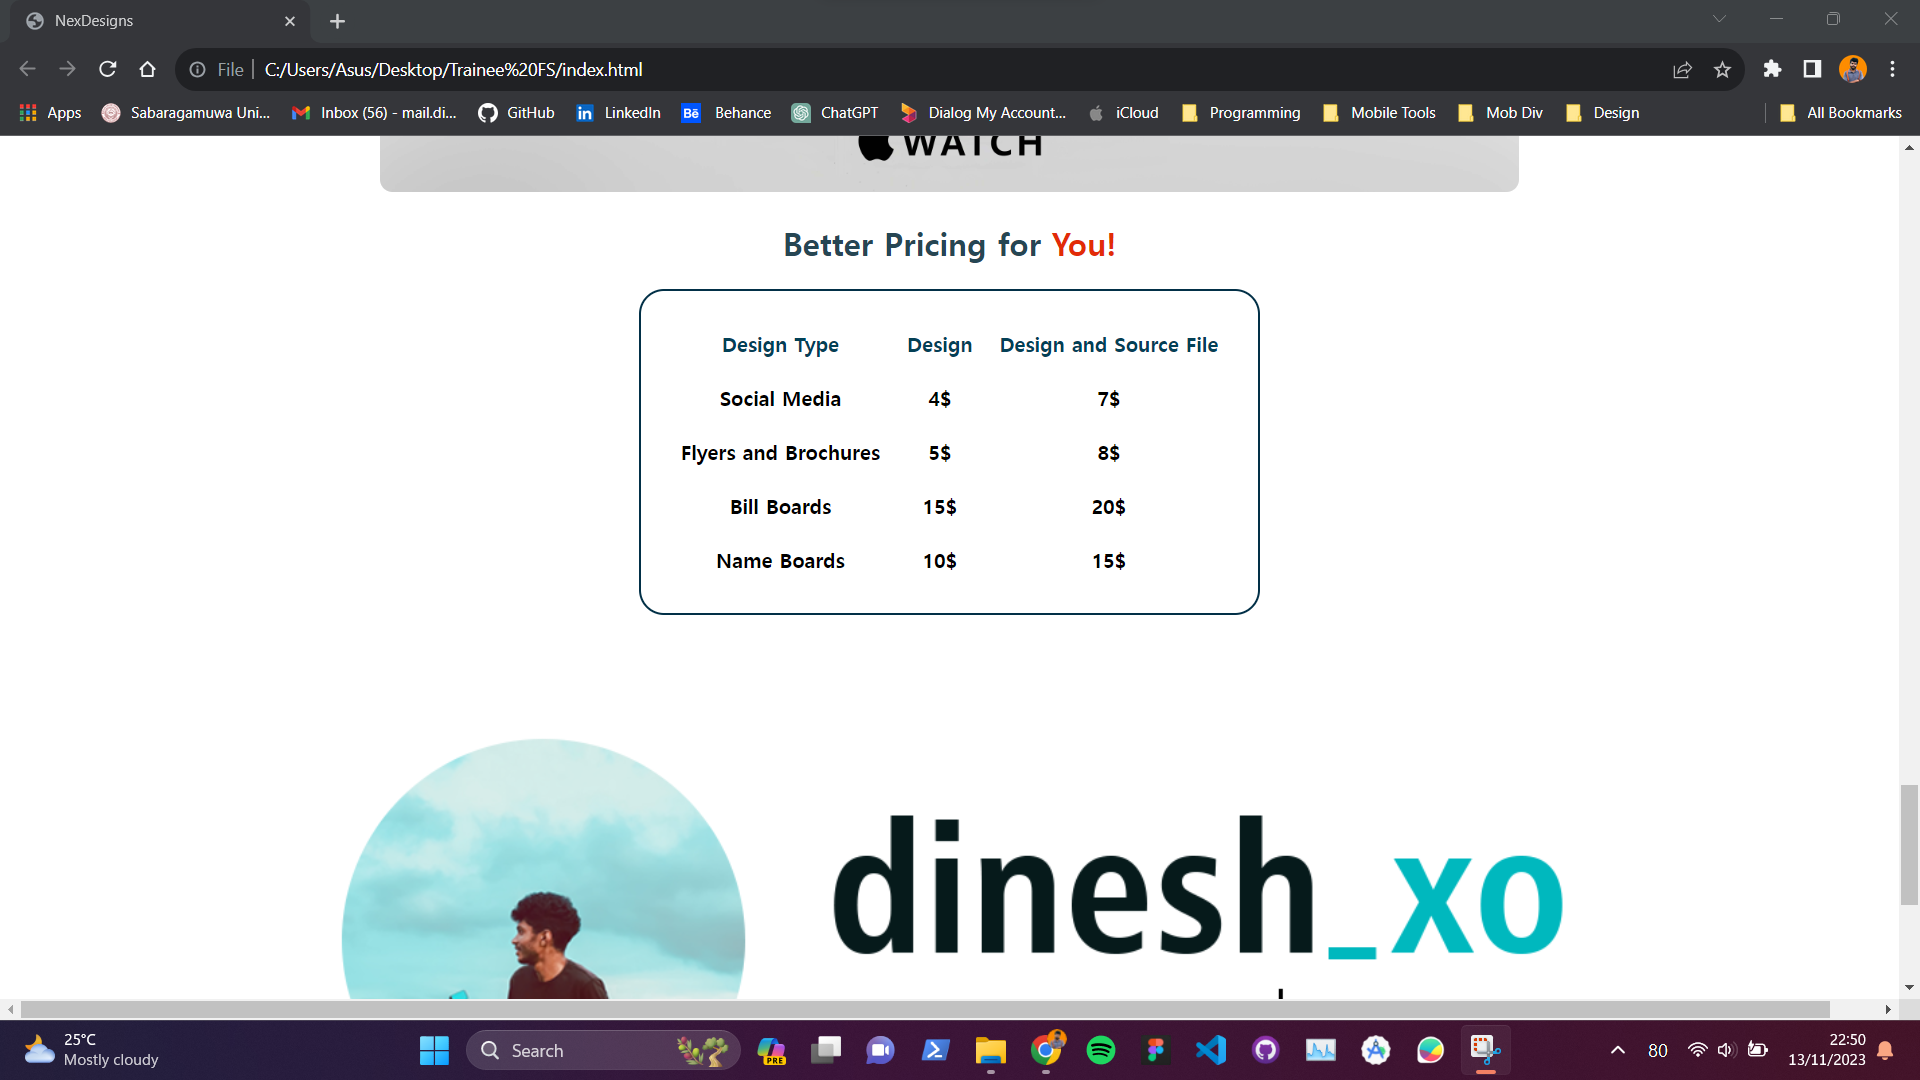 NexDesigns
File
C:/Users/Asus/Desktop/Trainee%20FS/index.html
Apps
Sabaragamuwa Uni...
Inbox (56) - mail.di...
GitHub
LinkedIn
Bē
Behance
ChatGPT
Dialog My Account...
iCloud
Programming
Mobile Tools
Mob Div
Design
All Bookmarks
WATCH
Better Pricing for You!
Design Type Design Design and Source File
Social Media 4$ 7$
Flyers and Brochures 5$ 8$
Bill Boards 15$ 20$
Name Boards 10$ 15$
dinesh_xo
25°C
Mostly cloudy
Search
PRE
80
22:50
13/11/2023